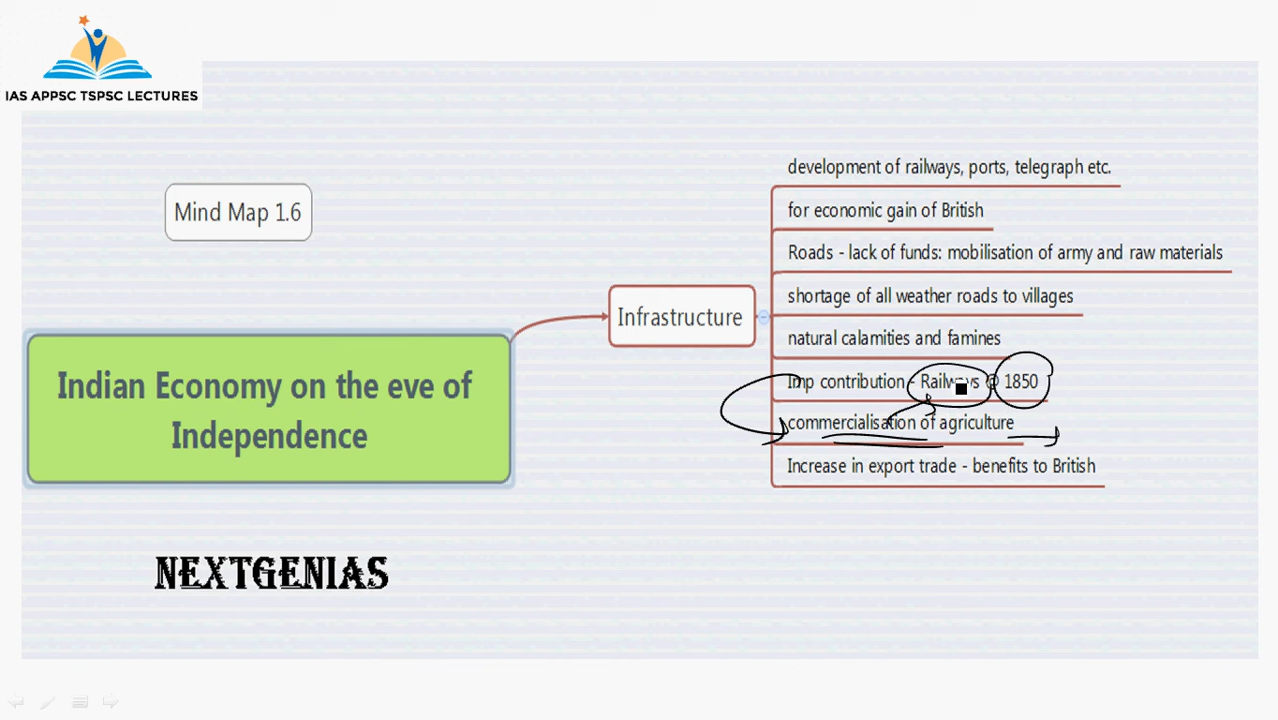 IAS APPSC TSPSC LECTURES
Mind Map 1.6
Indian Economy on the eve of
Independence
NEXTGENIAS
Infrastructure
development of railways, ports, telegraph etc.
for economic gain of British
Roads - lack of funds: mobilisation of army and raw materials
shortage of all weather roads to villages
natural calamities and famines
Imp contribution - Railways @ 1850
commercialisation of agriculture
Increase in export trade - benefits to British